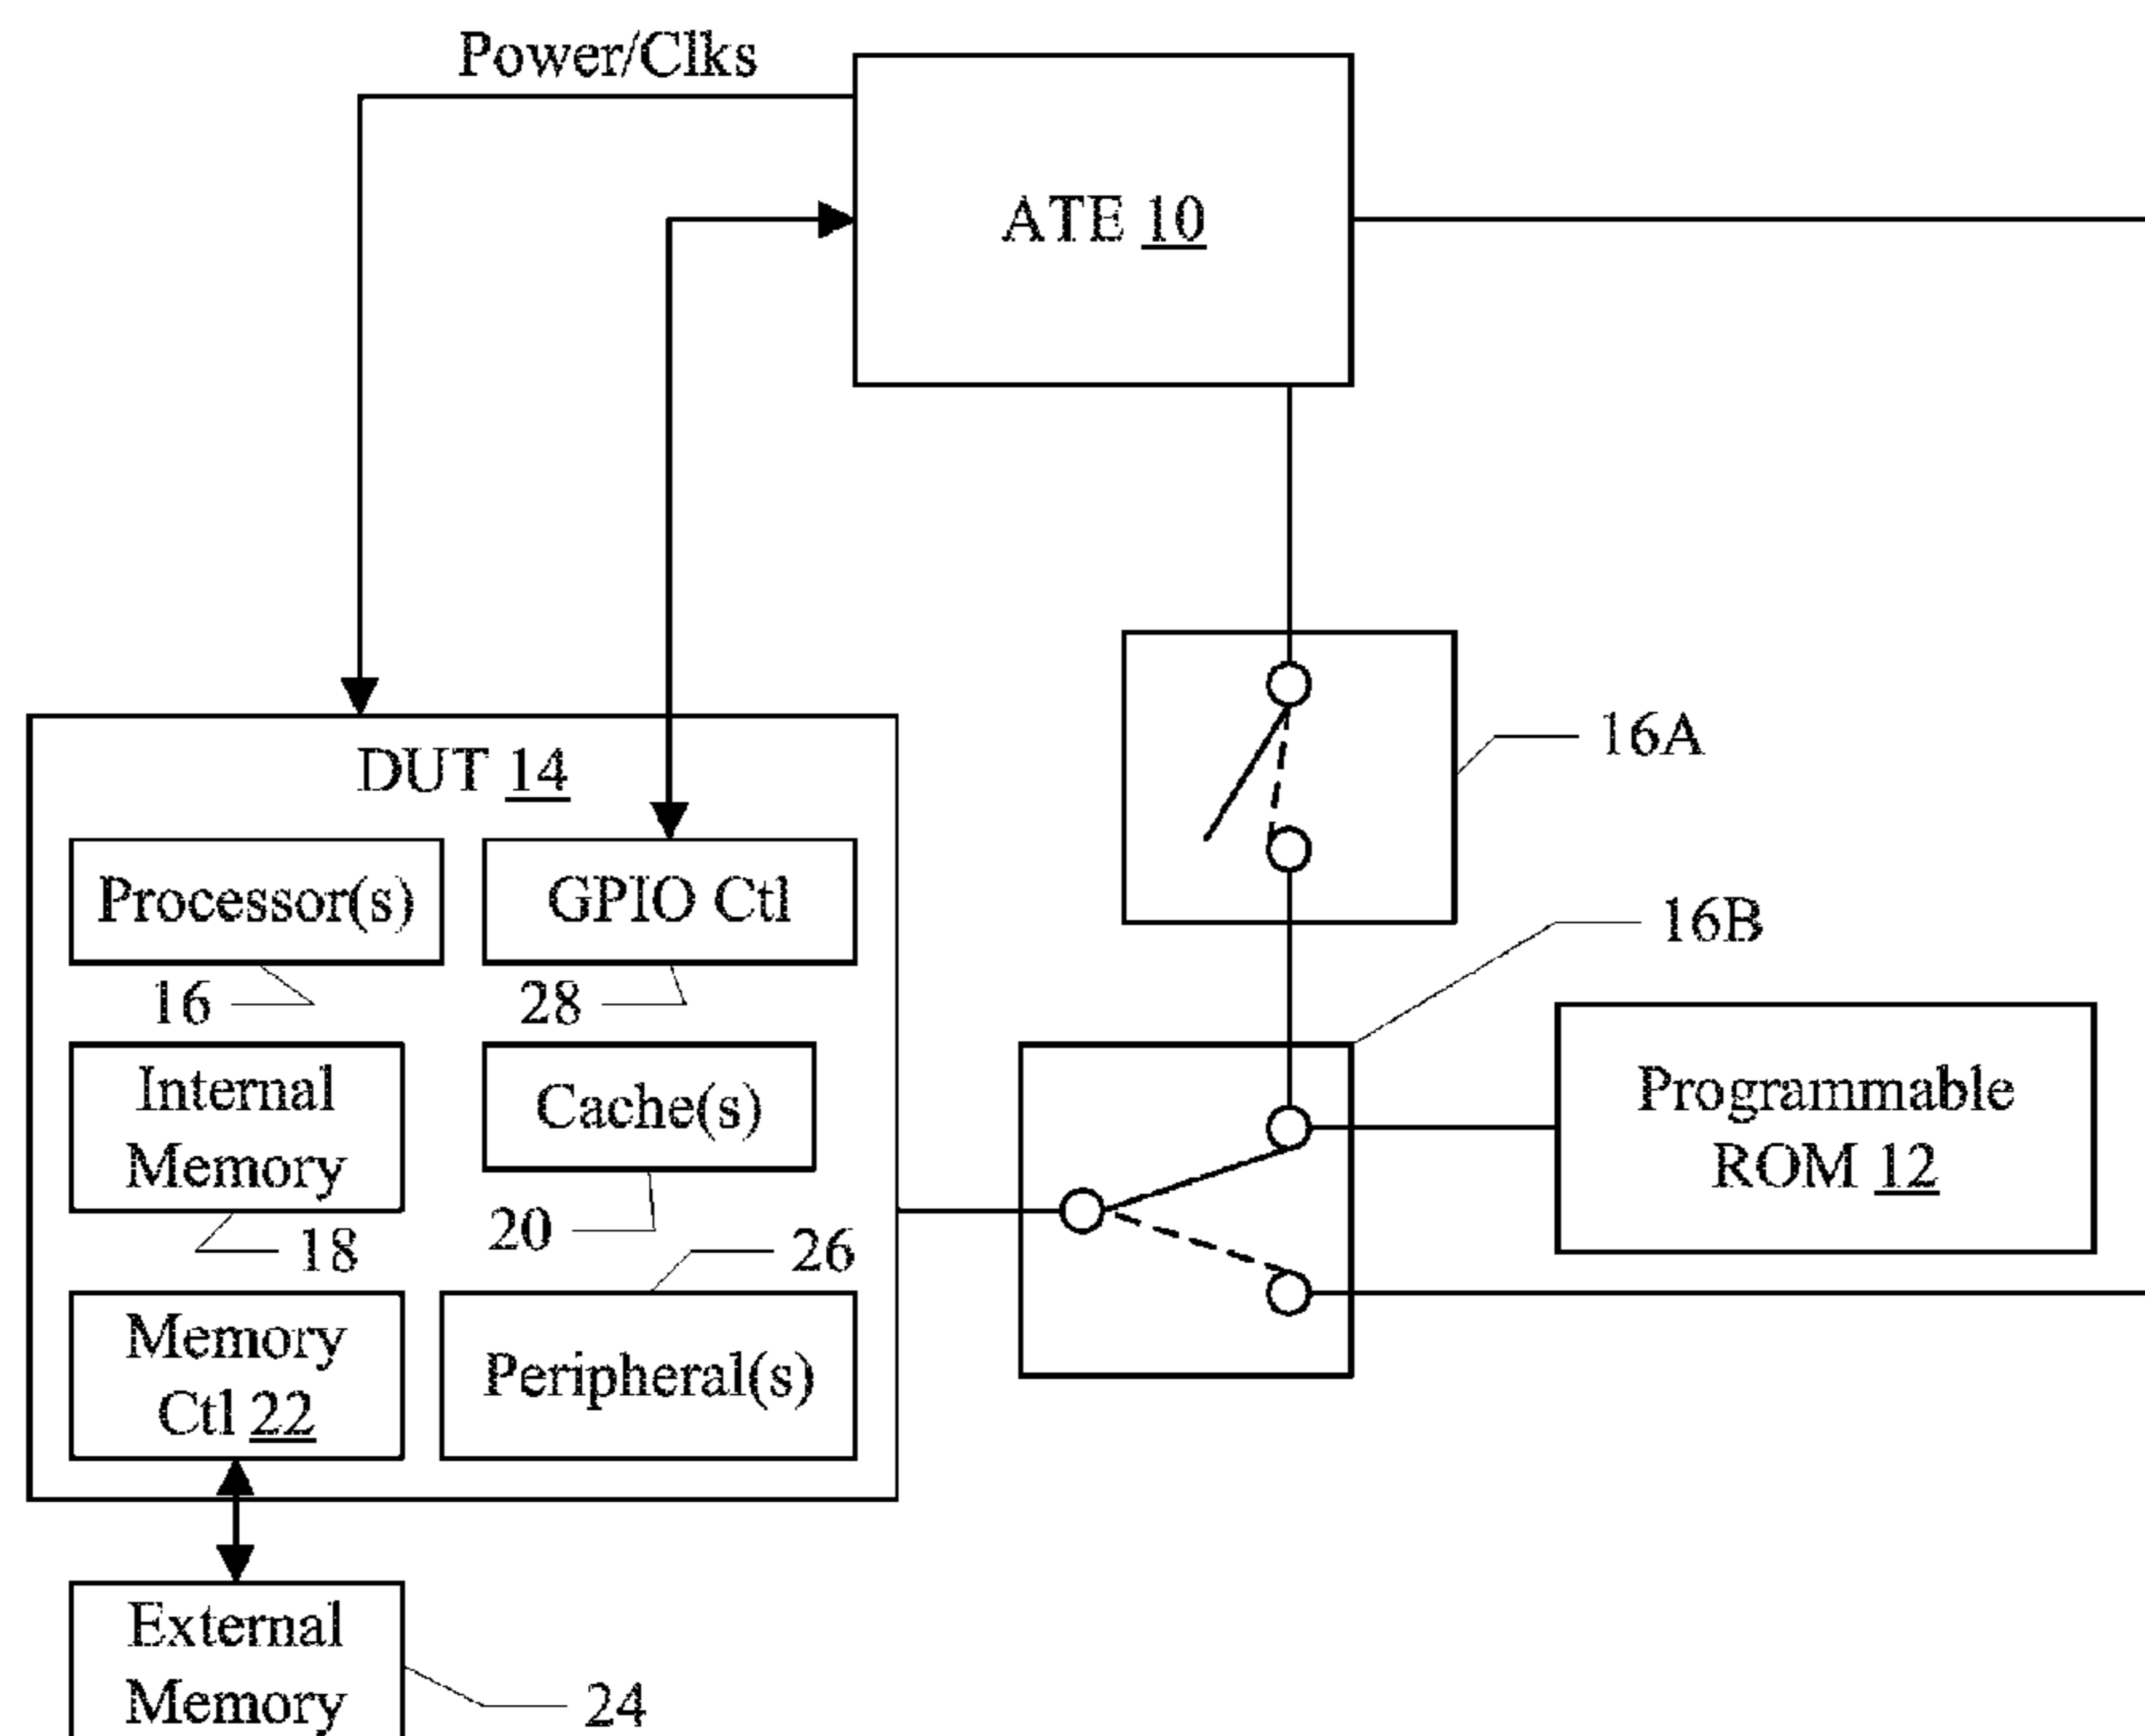 Power/Clks
ATE 10
DUT 14
16A
Processor(s)
GPIO Ctl
16B
16
28
Internal
Memory
Cache(s)
Programmable
ROM 12
18
20
26
Memory
Ctl 22
Peripheral(s)
External
Memory
24